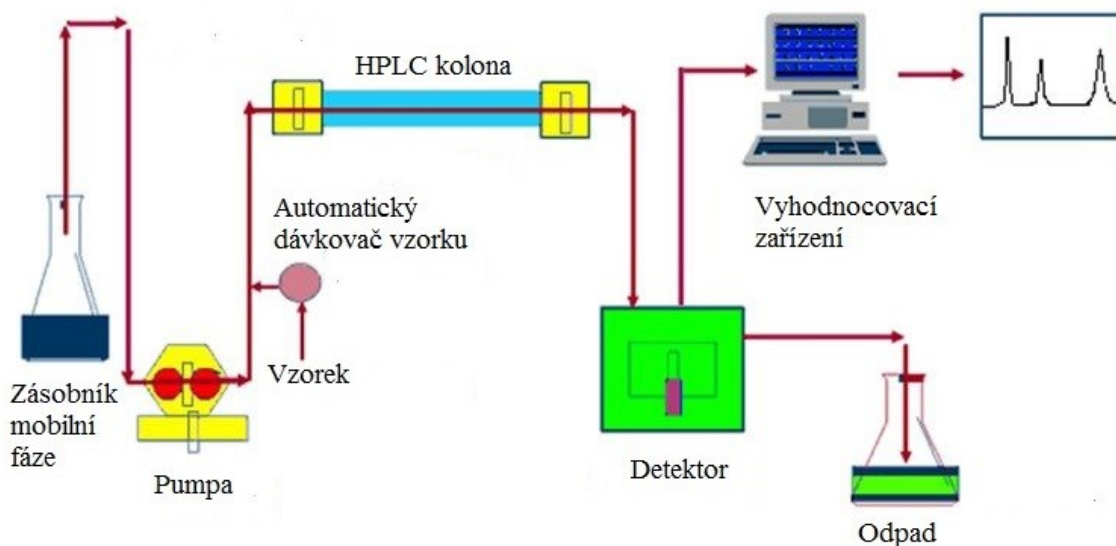 HPLC kolona
Automatický
dávkovač vzorku
Vyhodnocovací
zařízení
Vzorek
Zásobník
mobilní
fáze
Pumpa
Detektor
Odpad